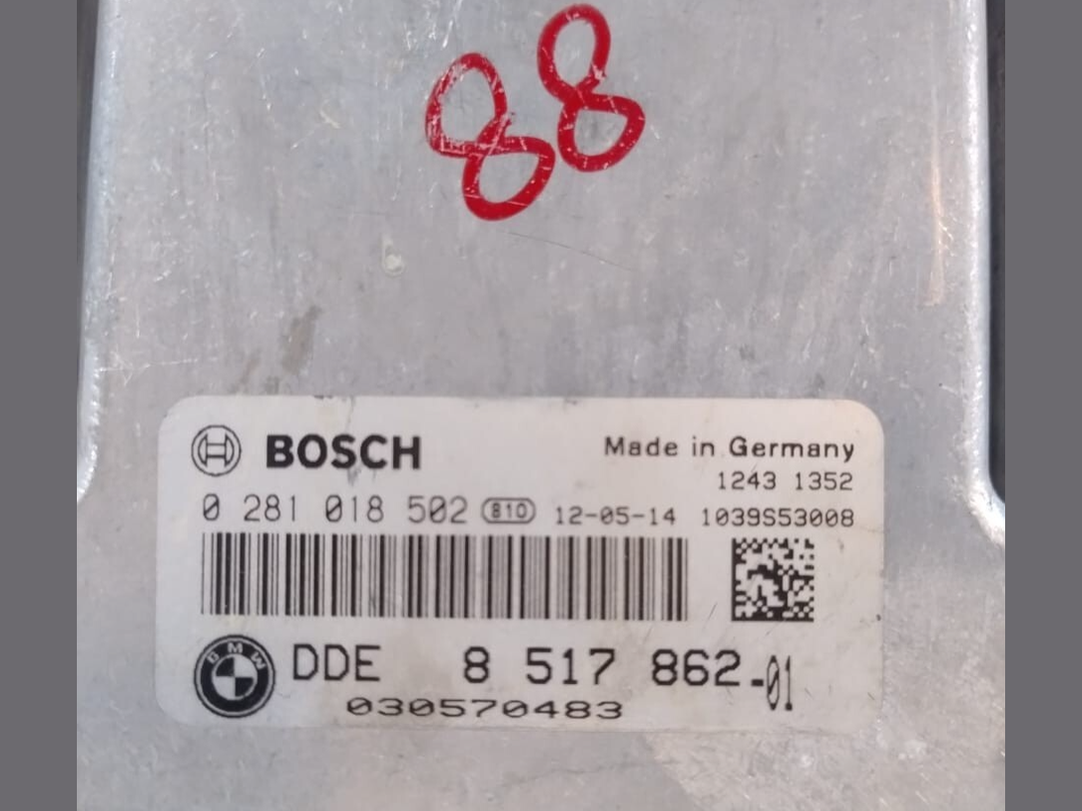 88
BOSCH
Made in Germany
1243 1352
0 281 018 502 810 12-05-14 1039S53008
BMW
DDE 8 517 862-01
030570483